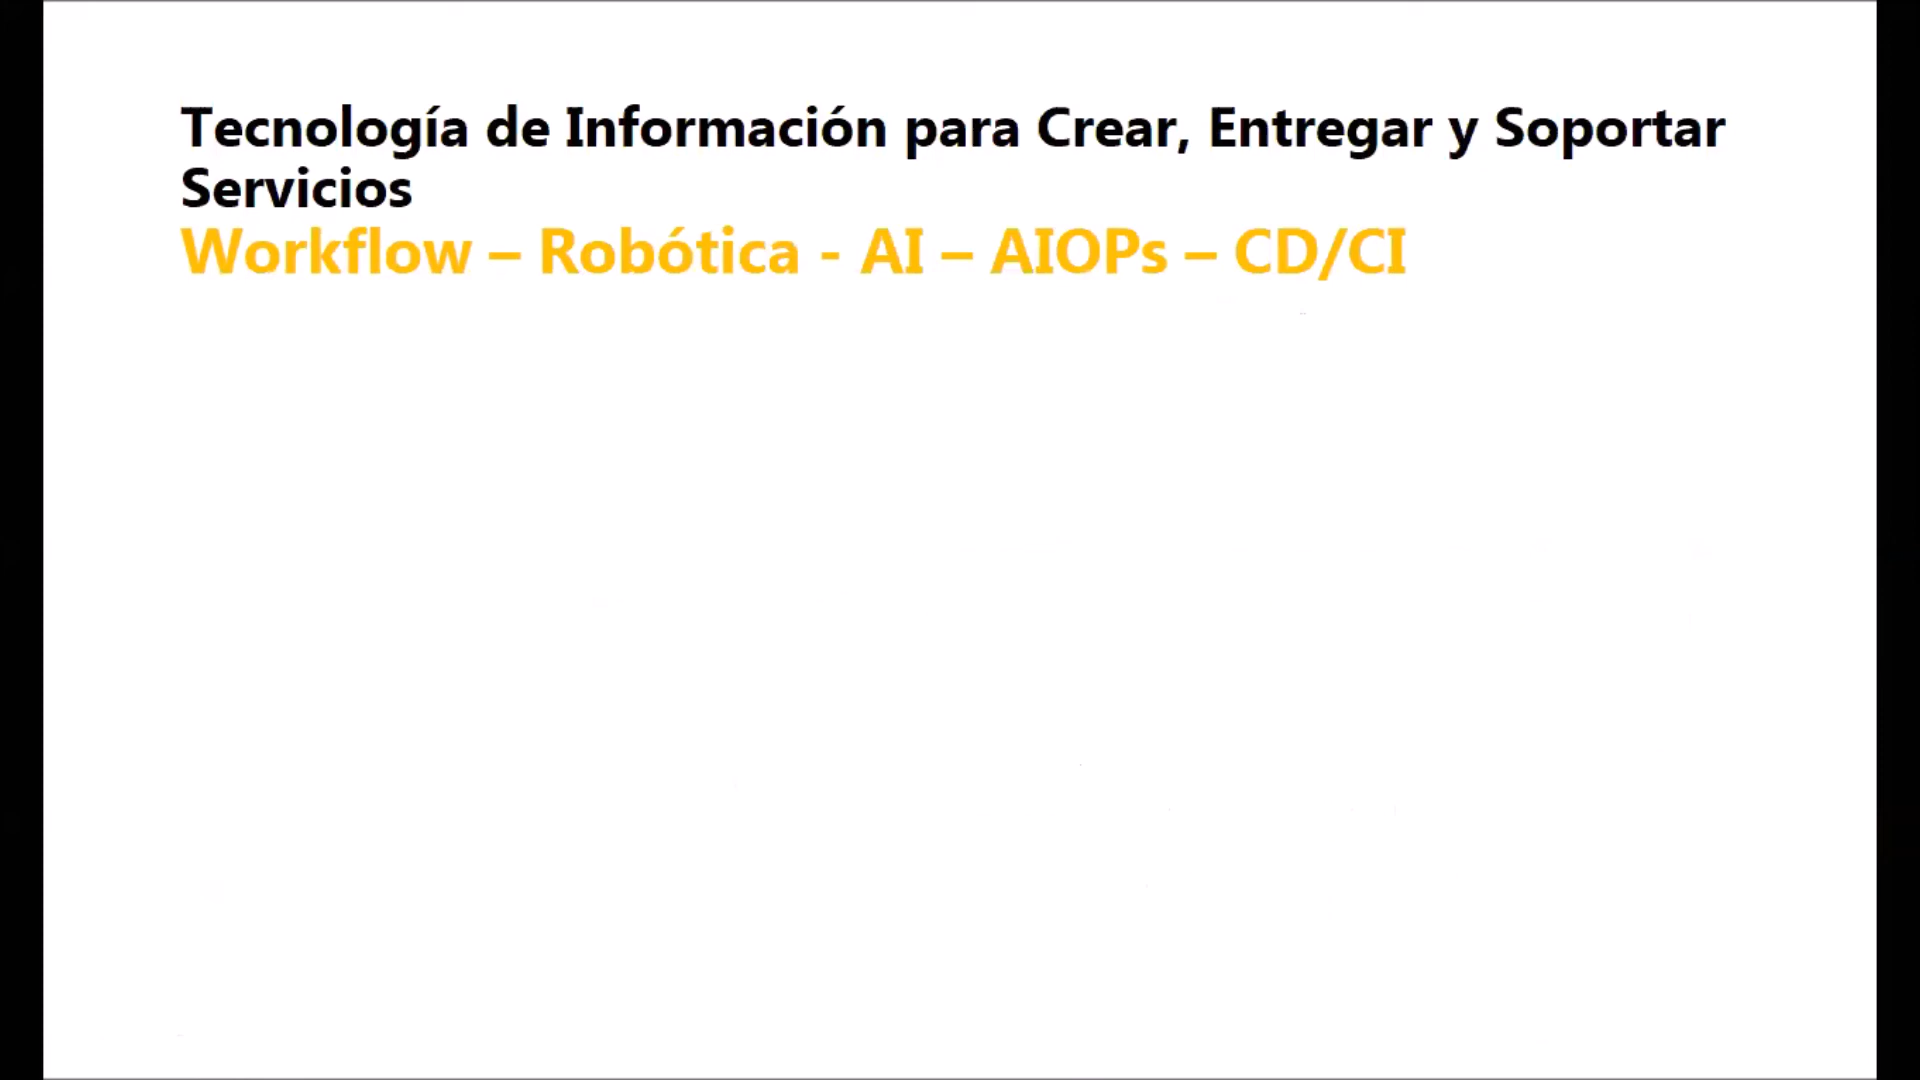 Tecnología de Información para Crear, Entregar y Soportar
Servicios
Workflow – Robótica - AI – AIOPs – CD/CI